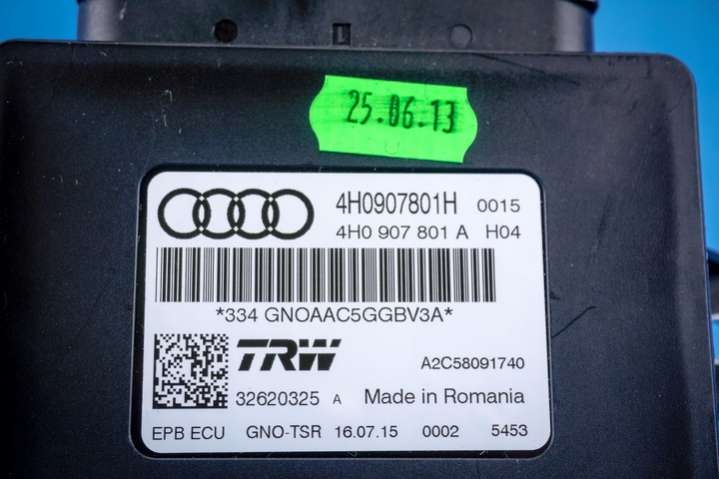 25.06.13
4H0907801H 0015
4H0 907 801 A H04
*334 GNOAAC5GGBV3A*
TRW
A2C58091740
32620325 A Made in Romania
EPB ECU GNO-TSR 16.07.15 0002 5453